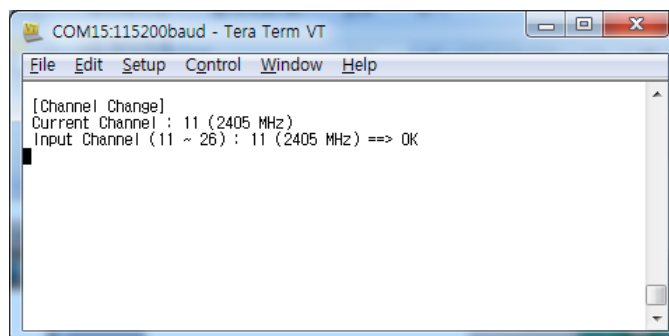 COM15:115200baud - Tera Term VT
File Edit Setup Control Window Help
[Channel Change]
Current Channel : 11 (2405 MHz)
Input Channel (11 ~ 26) : 11 (2405 MHz) ==> OK